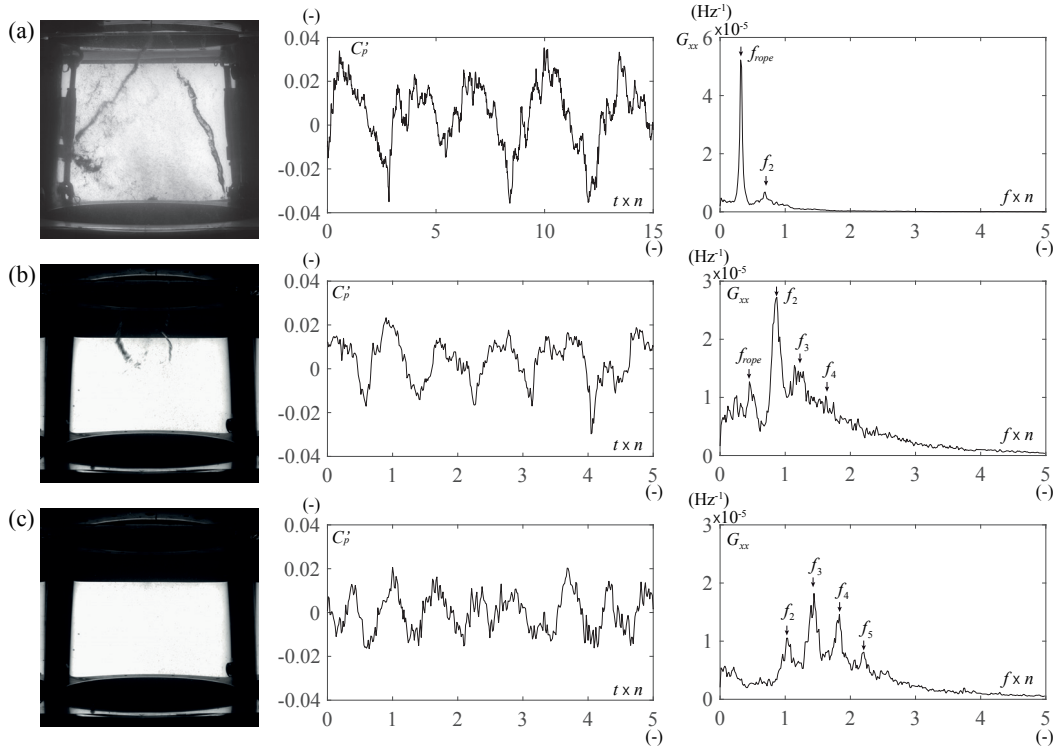 (a)
(-)
C'ₚ
0.04
0.02
0
-0.02
-0.04
t x n
0 5 10 15
(-)
(Hz⁻¹)
x10⁻⁵
Gₓₓ
6
4
2
0
f_rope
f₂
f x n
0 1 2 3 4 5
(-)
(b)
(-)
C'ₚ
0.04
0.02
0
-0.02
-0.04
t x n
0 1 2 3 4 5
(-)
(Hz⁻¹)
x10⁻⁵
Gₓₓ
3
2
1
0
f_rope
f₂
f₃
f₄
f x n
0 1 2 3 4 5
(-)
(c)
(-)
C'ₚ
0.04
0.02
0
-0.02
-0.04
t x n
0 1 2 3 4 5
(-)
(Hz⁻¹)
x10⁻⁵
Gₓₓ
3
2
1
0
f₂
f₃
f₄
f₅
f x n
0 1 2 3 4 5
(-)